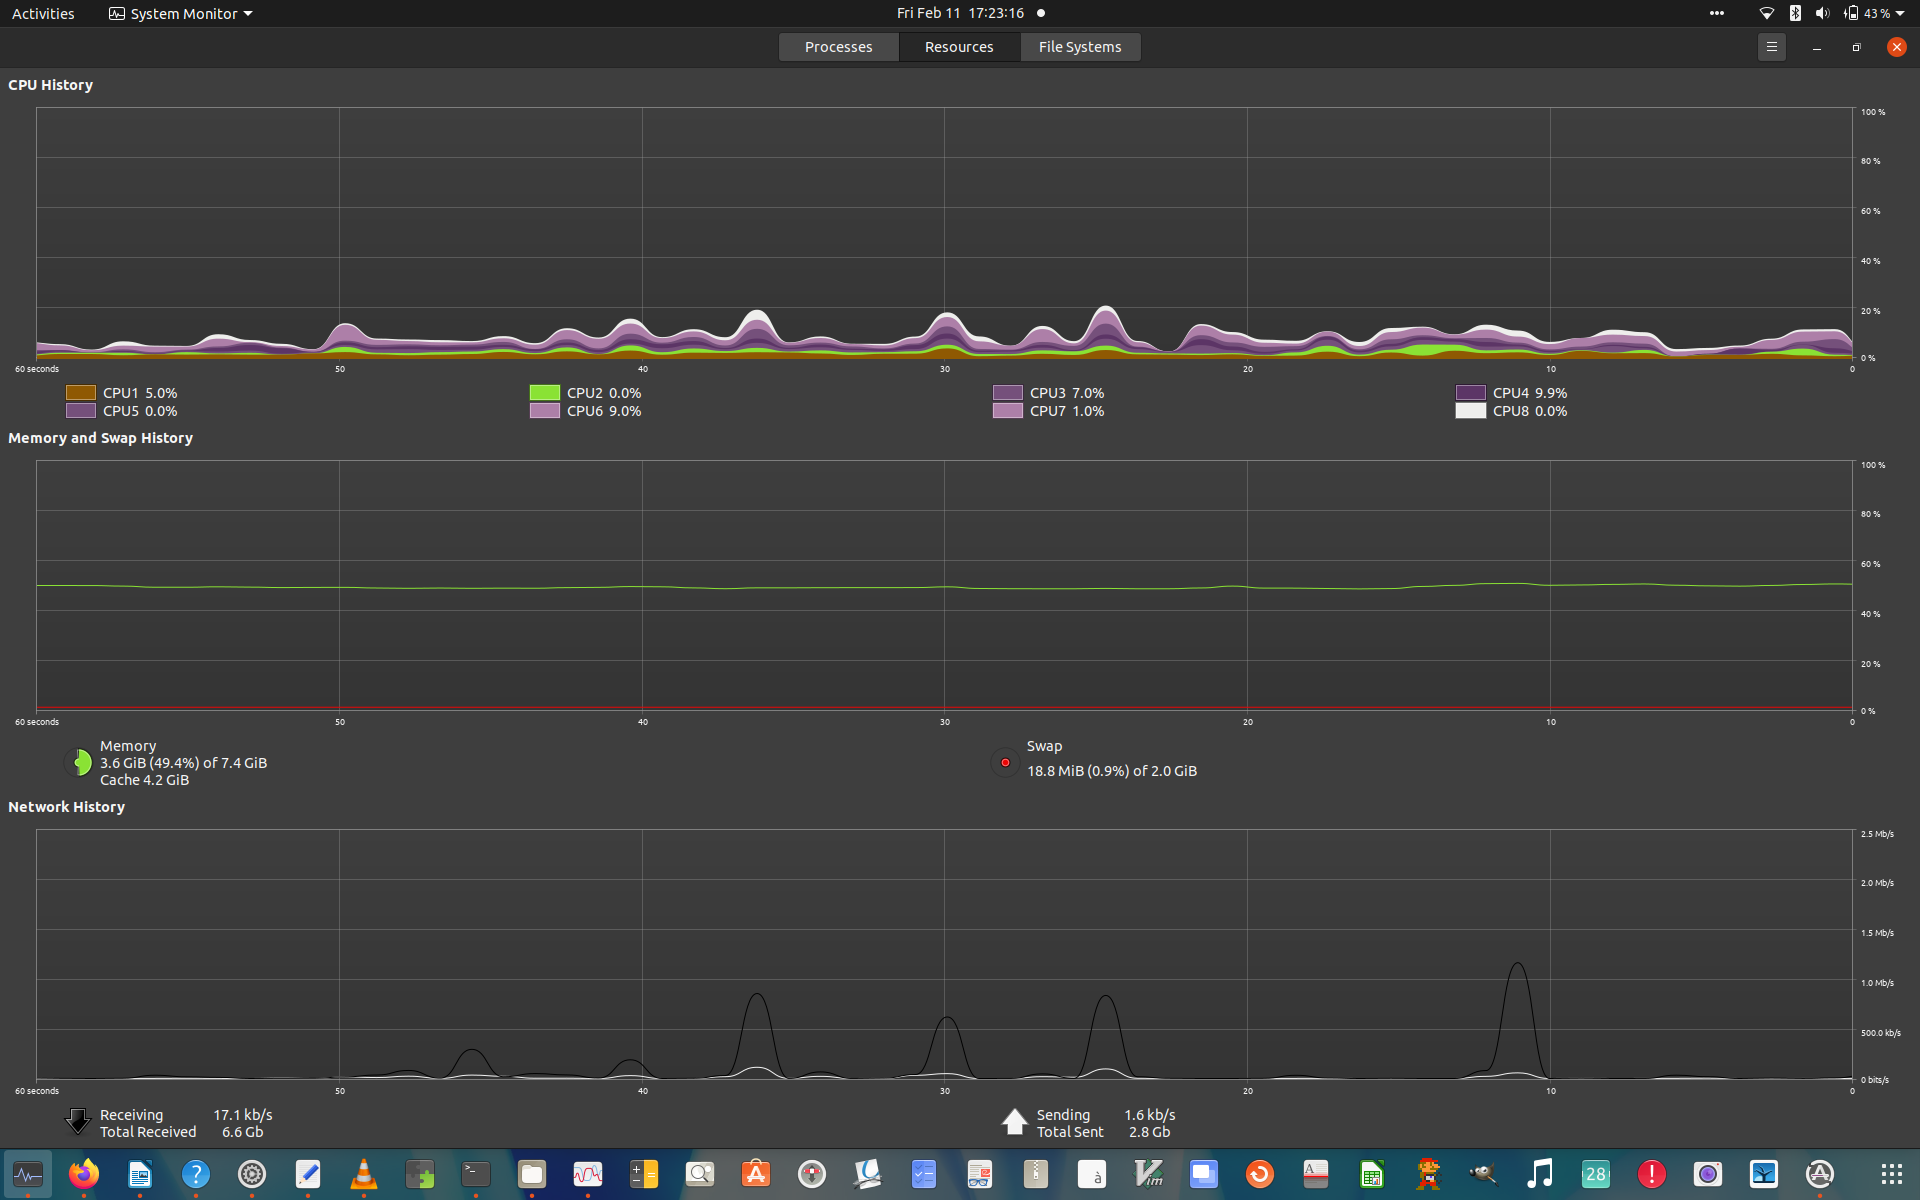 Activities System Monitor Fri Feb 11 17:23:16 43 %
Processes Resources File Systems
CPU History
100 %
80 %
60 %
40 %
20 %
0 %
60 seconds 50 40 30 20 10 0
CPU1 5.0% CPU2 0.0% CPU3 7.0% CPU4 9.9%
CPU5 0.0% CPU6 9.0% CPU7 1.0% CPU8 0.0%
Memory and Swap History
100 %
80 %
60 %
40 %
20 %
0 %
60 seconds 50 40 30 20 10 0
Memory Swap
3.6 GiB (49.4%) of 7.4 GiB 18.8 MiB (0.9%) of 2.0 GiB
Cache 4.2 GiB
Network History
2.5 Mb/s
2.0 Mb/s
1.5 Mb/s
1.0 Mb/s
500.0 kb/s
0 bits/s
60 seconds 50 40 30 20 10 0
Receiving 17.1 kb/s Sending 1.6 kb/s
Total Received 6.6 Gb Total Sent 2.8 Gb
? >_ A à Vim A 28 ! A